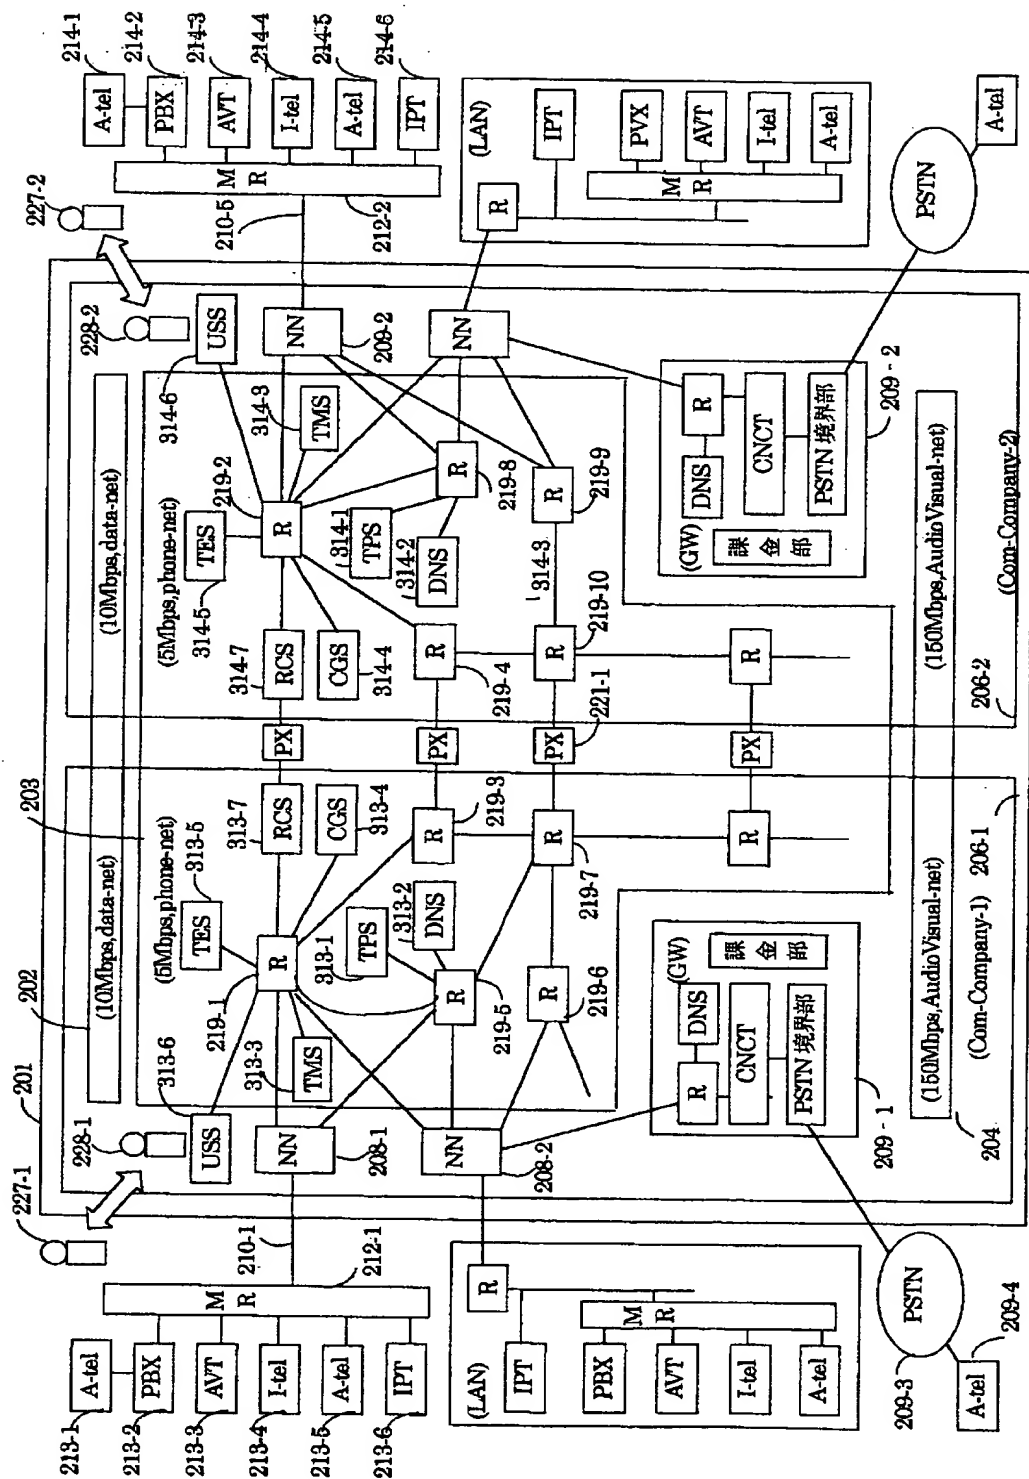 227-1
201
202
203
228-1
313-6
USS
(10Mbps,data-net)
(5Mbps,phone-net)
313-5
TES
219-1
R
313-7
RCS
PX
CGS
313-4
313-3
TMS
313-1
TPS
313-2
DNS
NN
208-1
NN
208-2
R
219-5
R
219-3
PX
R
219-6
R
219-7
PX
221-1
R
PX
(10Mbps,data-net)
(5Mbps,phone-net)
314-5
TES
314-7
RCS
CGS
314-4
219-2
R
314-3
TMS
314-6
USS
228-2
227-2
314-1
TPS
314-2
DNS
R
219-4
R
219-8
314-3
R
219-10
R
219-9
R
NN
209-2
NN
213-1
A-tel
213-2
PBX
213-3
AVT
213-4
I-tel
213-5
A-tel
213-6
IPT
M
R
210-1
212-1
(LAN)
R
IPT
PBX
AVT
I-tel
A-tel
M
R
209-3
PSTN
A-tel
209-4
(GW)
R
DNS
CNCT
PSTN 境界部
課金部
209-1
204
(150Mbps,AudioVisual-net)
(Com-Company-1)
206-1
214-1
A-tel
214-2
PBX
214-3
AVT
214-4
I-tel
214-5
A-tel
214-6
IPT
M
R
210-5
212-2
(LAN)
R
IPT
PVX
AVT
I-tel
A-tel
M
R
(GW)
DNS
R
CNCT
PSTN 境界部
課金部
209-2
PSTN
A-tel
(150Mbps,AudioVisual-net)
206-2
(Com-Company-2)